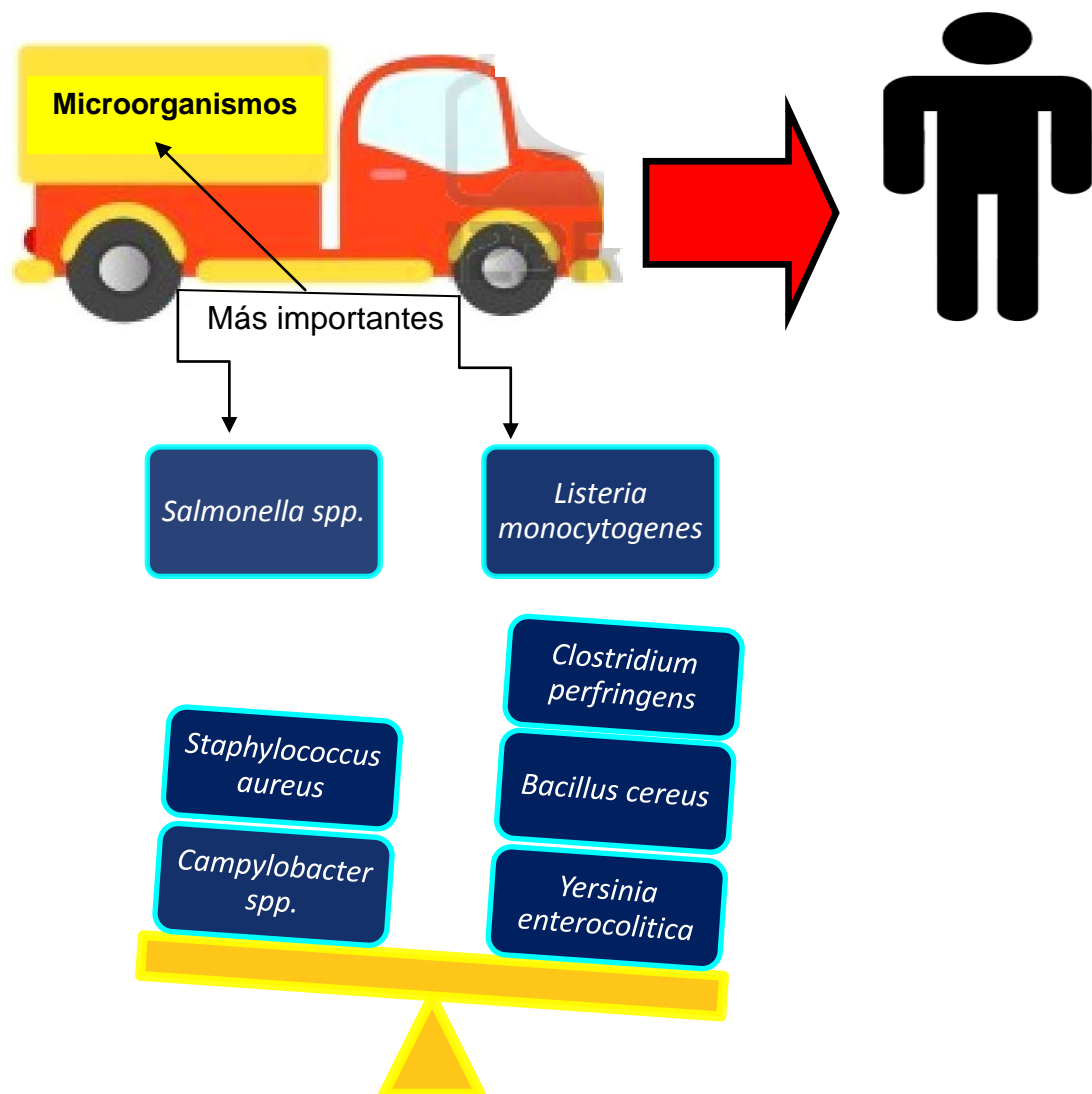 Microorganismos
Más importantes
Salmonella spp.
Listeria
monocytogenes
Clostridium
perfringens
Staphylococcus
aureus
Bacillus cereus
Campylobacter
spp.
Yersinia
enterocolitica